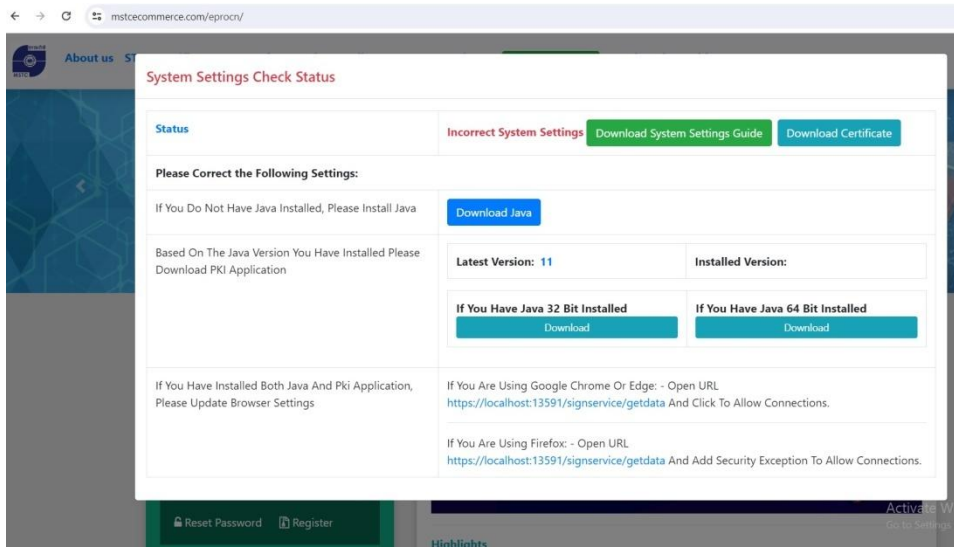 mstcecommerce.com/eprocn/
MSTC
About us ST
System Settings Check Status
Status
Incorrect System Settings Download System Settings Guide Download Certificate
Please Correct the Following Settings:
If You Do Not Have Java Installed, Please Install Java
Download Java
Based On The Java Version You Have Installed Please
Download PKI Application
Latest Version: 11 Installed Version:
If You Have Java 32 Bit Installed If You Have Java 64 Bit Installed
Download Download
If You Have Installed Both Java And Pki Application,
Please Update Browser Settings
If You Are Using Google Chrome Or Edge: - Open URL
https://localhost:13591/signservice/getdata And Click To Allow Connections.
If You Are Using Firefox: - Open URL
https://localhost:13591/signservice/getdata And Add Security Exception To Allow Connections.
Reset Password Register
Highlights
Activate W
Go to Settings